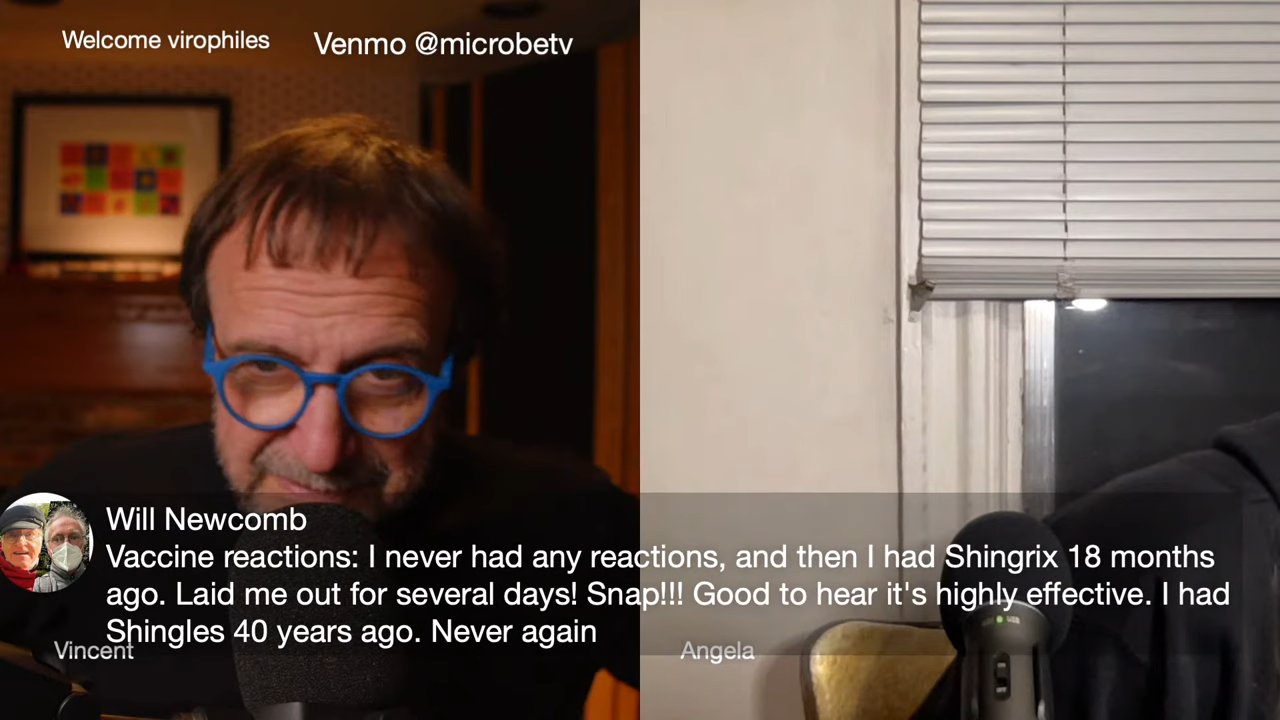 Welcome virophiles
Venmo @microbetv
Will Newcomb
Vaccine reactions: I never had any reactions, and then I had Shingrix 18 months
ago. Laid me out for several days! Snap!!! Good to hear it's highly effective. I had
Shingles 40 years ago. Never again
Vincent
Angela